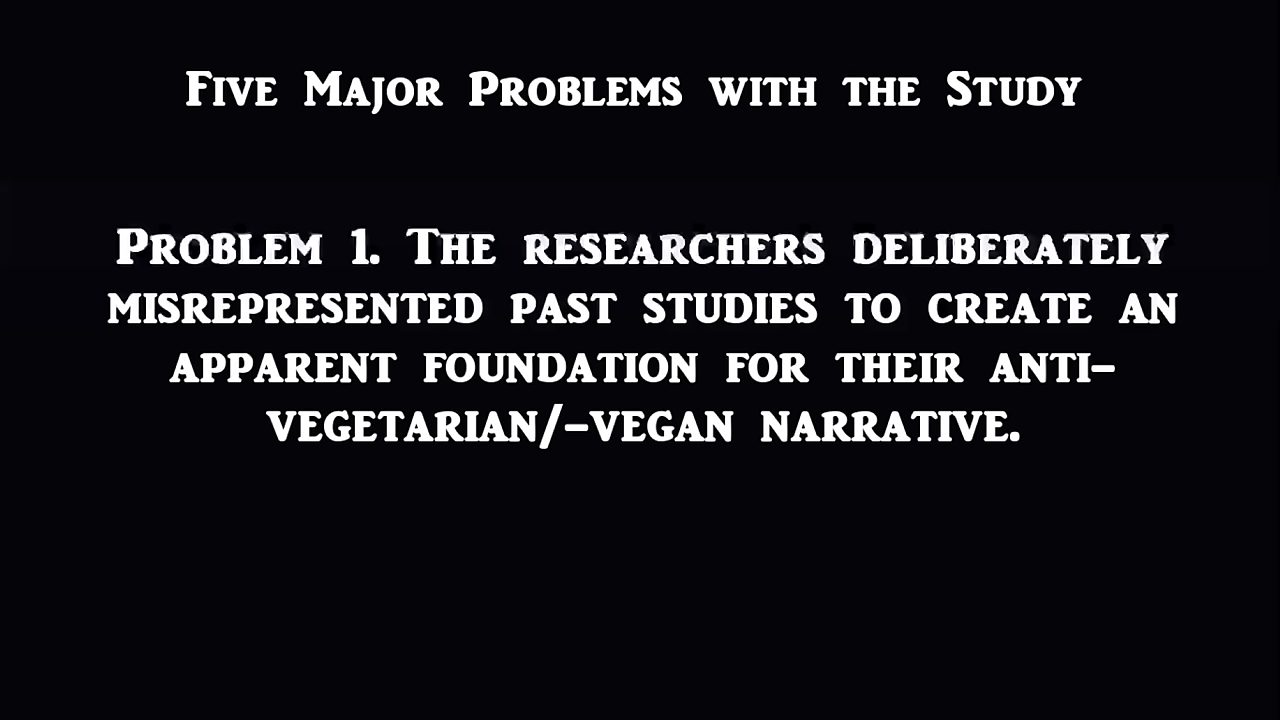 Five Major Problems with the Study
Problem 1. The researchers deliberately
misrepresented past studies to create an
apparent foundation for their anti-
vegetarian/-vegan narrative.